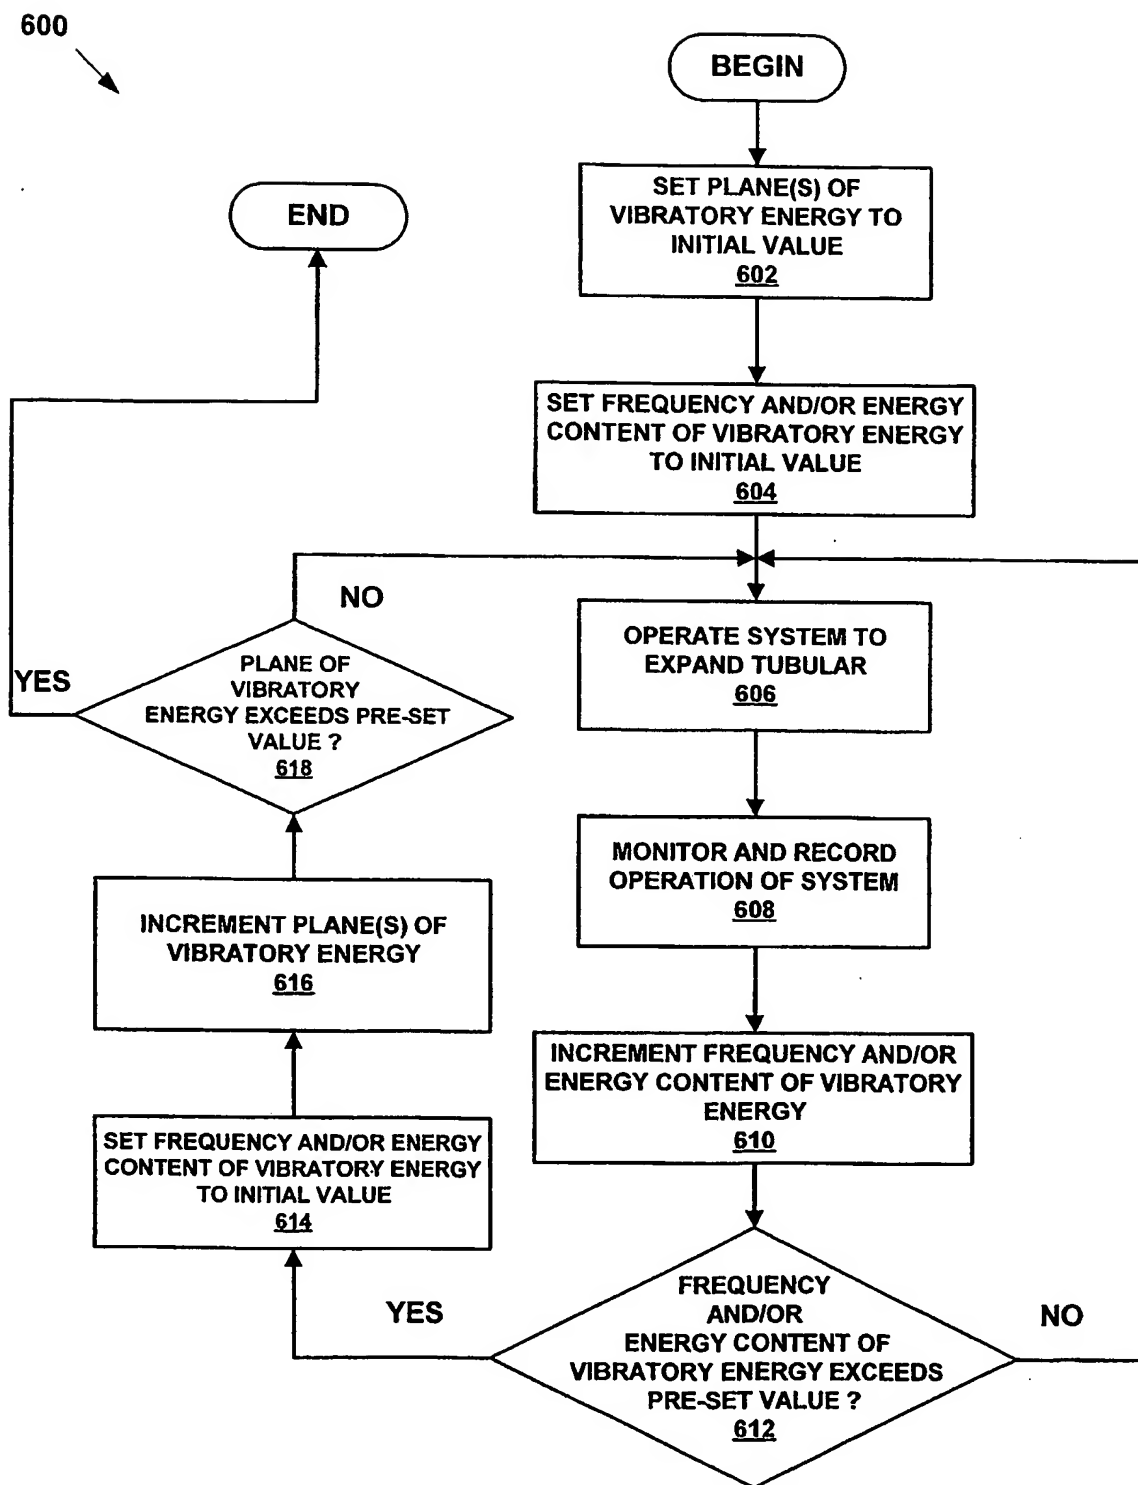 600
BEGIN
SET PLANE(S) OF
VIBRATORY ENERGY TO
INITIAL VALUE
602
END
SET FREQUENCY AND/OR ENERGY
CONTENT OF VIBRATORY ENERGY
TO INITIAL VALUE
604
NO
OPERATE SYSTEM TO
EXPAND TUBULAR
606
YES
PLANE OF
VIBRATORY
ENERGY EXCEEDS PRE-SET
VALUE ?
618
MONITOR AND RECORD
OPERATION OF SYSTEM
608
INCREMENT PLANE(S) OF
VIBRATORY ENERGY
616
INCREMENT FREQUENCY AND/OR
ENERGY CONTENT OF VIBRATORY
ENERGY
610
SET FREQUENCY AND/OR ENERGY
CONTENT OF VIBRATORY ENERGY
TO INITIAL VALUE
614
YES
FREQUENCY
AND/OR
ENERGY CONTENT OF
VIBRATORY ENERGY EXCEEDS
PRE-SET VALUE ?
612
NO